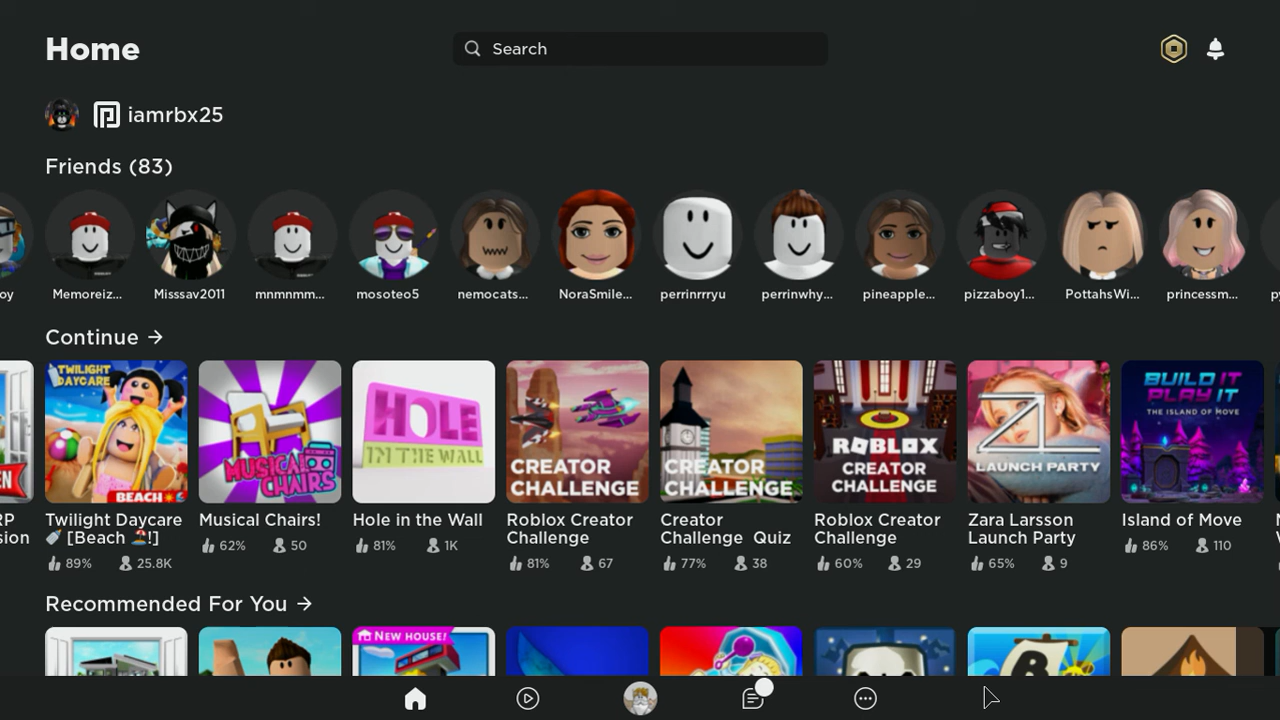 Home
Search
iamrbx25
Friends (83)
oy
Memoreiz...
Misssav2011
mnmnmm...
mosoteo5
nemocats...
NoraSmile...
perrinrrryu
perrinwhy...
pineapple...
pizzaboy1...
PottahsWi...
princessm...
Continue →
EN
TWILIGHT
DAYCARE
BEACH
MUSICAL
CHAIRS
HOLE
IN THE WALL
CREATOR
CHALLENGE
CREATOR
CHALLENGE
ROBLOX
CREATOR
CHALLENGE
Z
LAUNCH PARTY
BUILD IT
PLAY IT
THE ISLAND OF MOVE
RP
sion
Twilight Daycare
🍼 [Beach 🏖️!]
89% 25.8K
Musical Chairs!
62% 50
Hole in the Wall
81% 1K
Roblox Creator
Challenge
81% 67
Creator
Challenge Quiz
77% 38
Roblox Creator
Challenge
60% 29
Zara Larsson
Launch Party
65% 9
Island of Move
86% 110
Recommended For You →
NEW HOUSE!
B